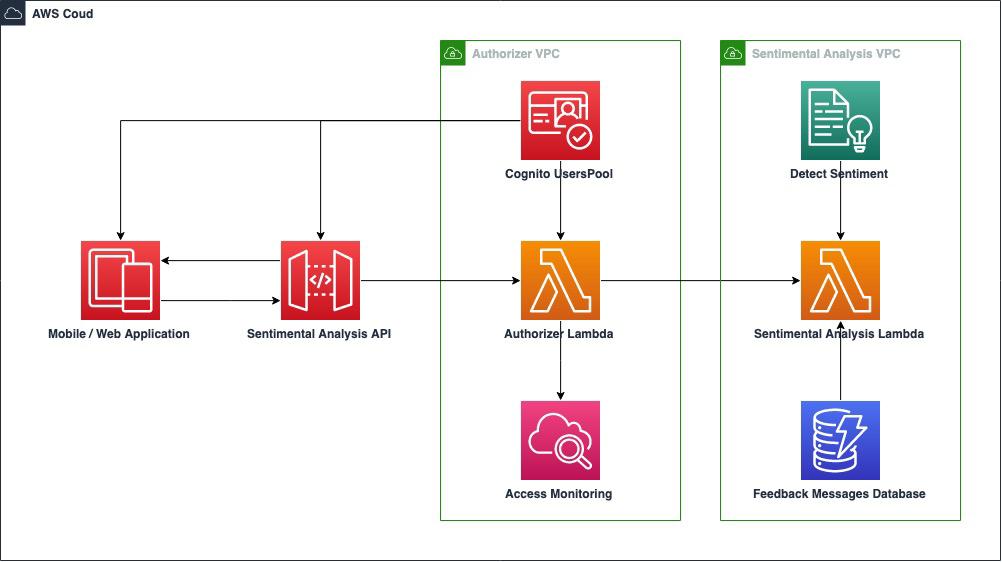 AWS Coud
Authorizer VPC
Sentimental Analysis VPC
Cognito UsersPool
Detect Sentiment
</>
Mobile / Web Application
Sentimental Analysis API
Authorizer Lambda
Sentimental Analysis Lambda
Access Monitoring
Feedback Messages Database